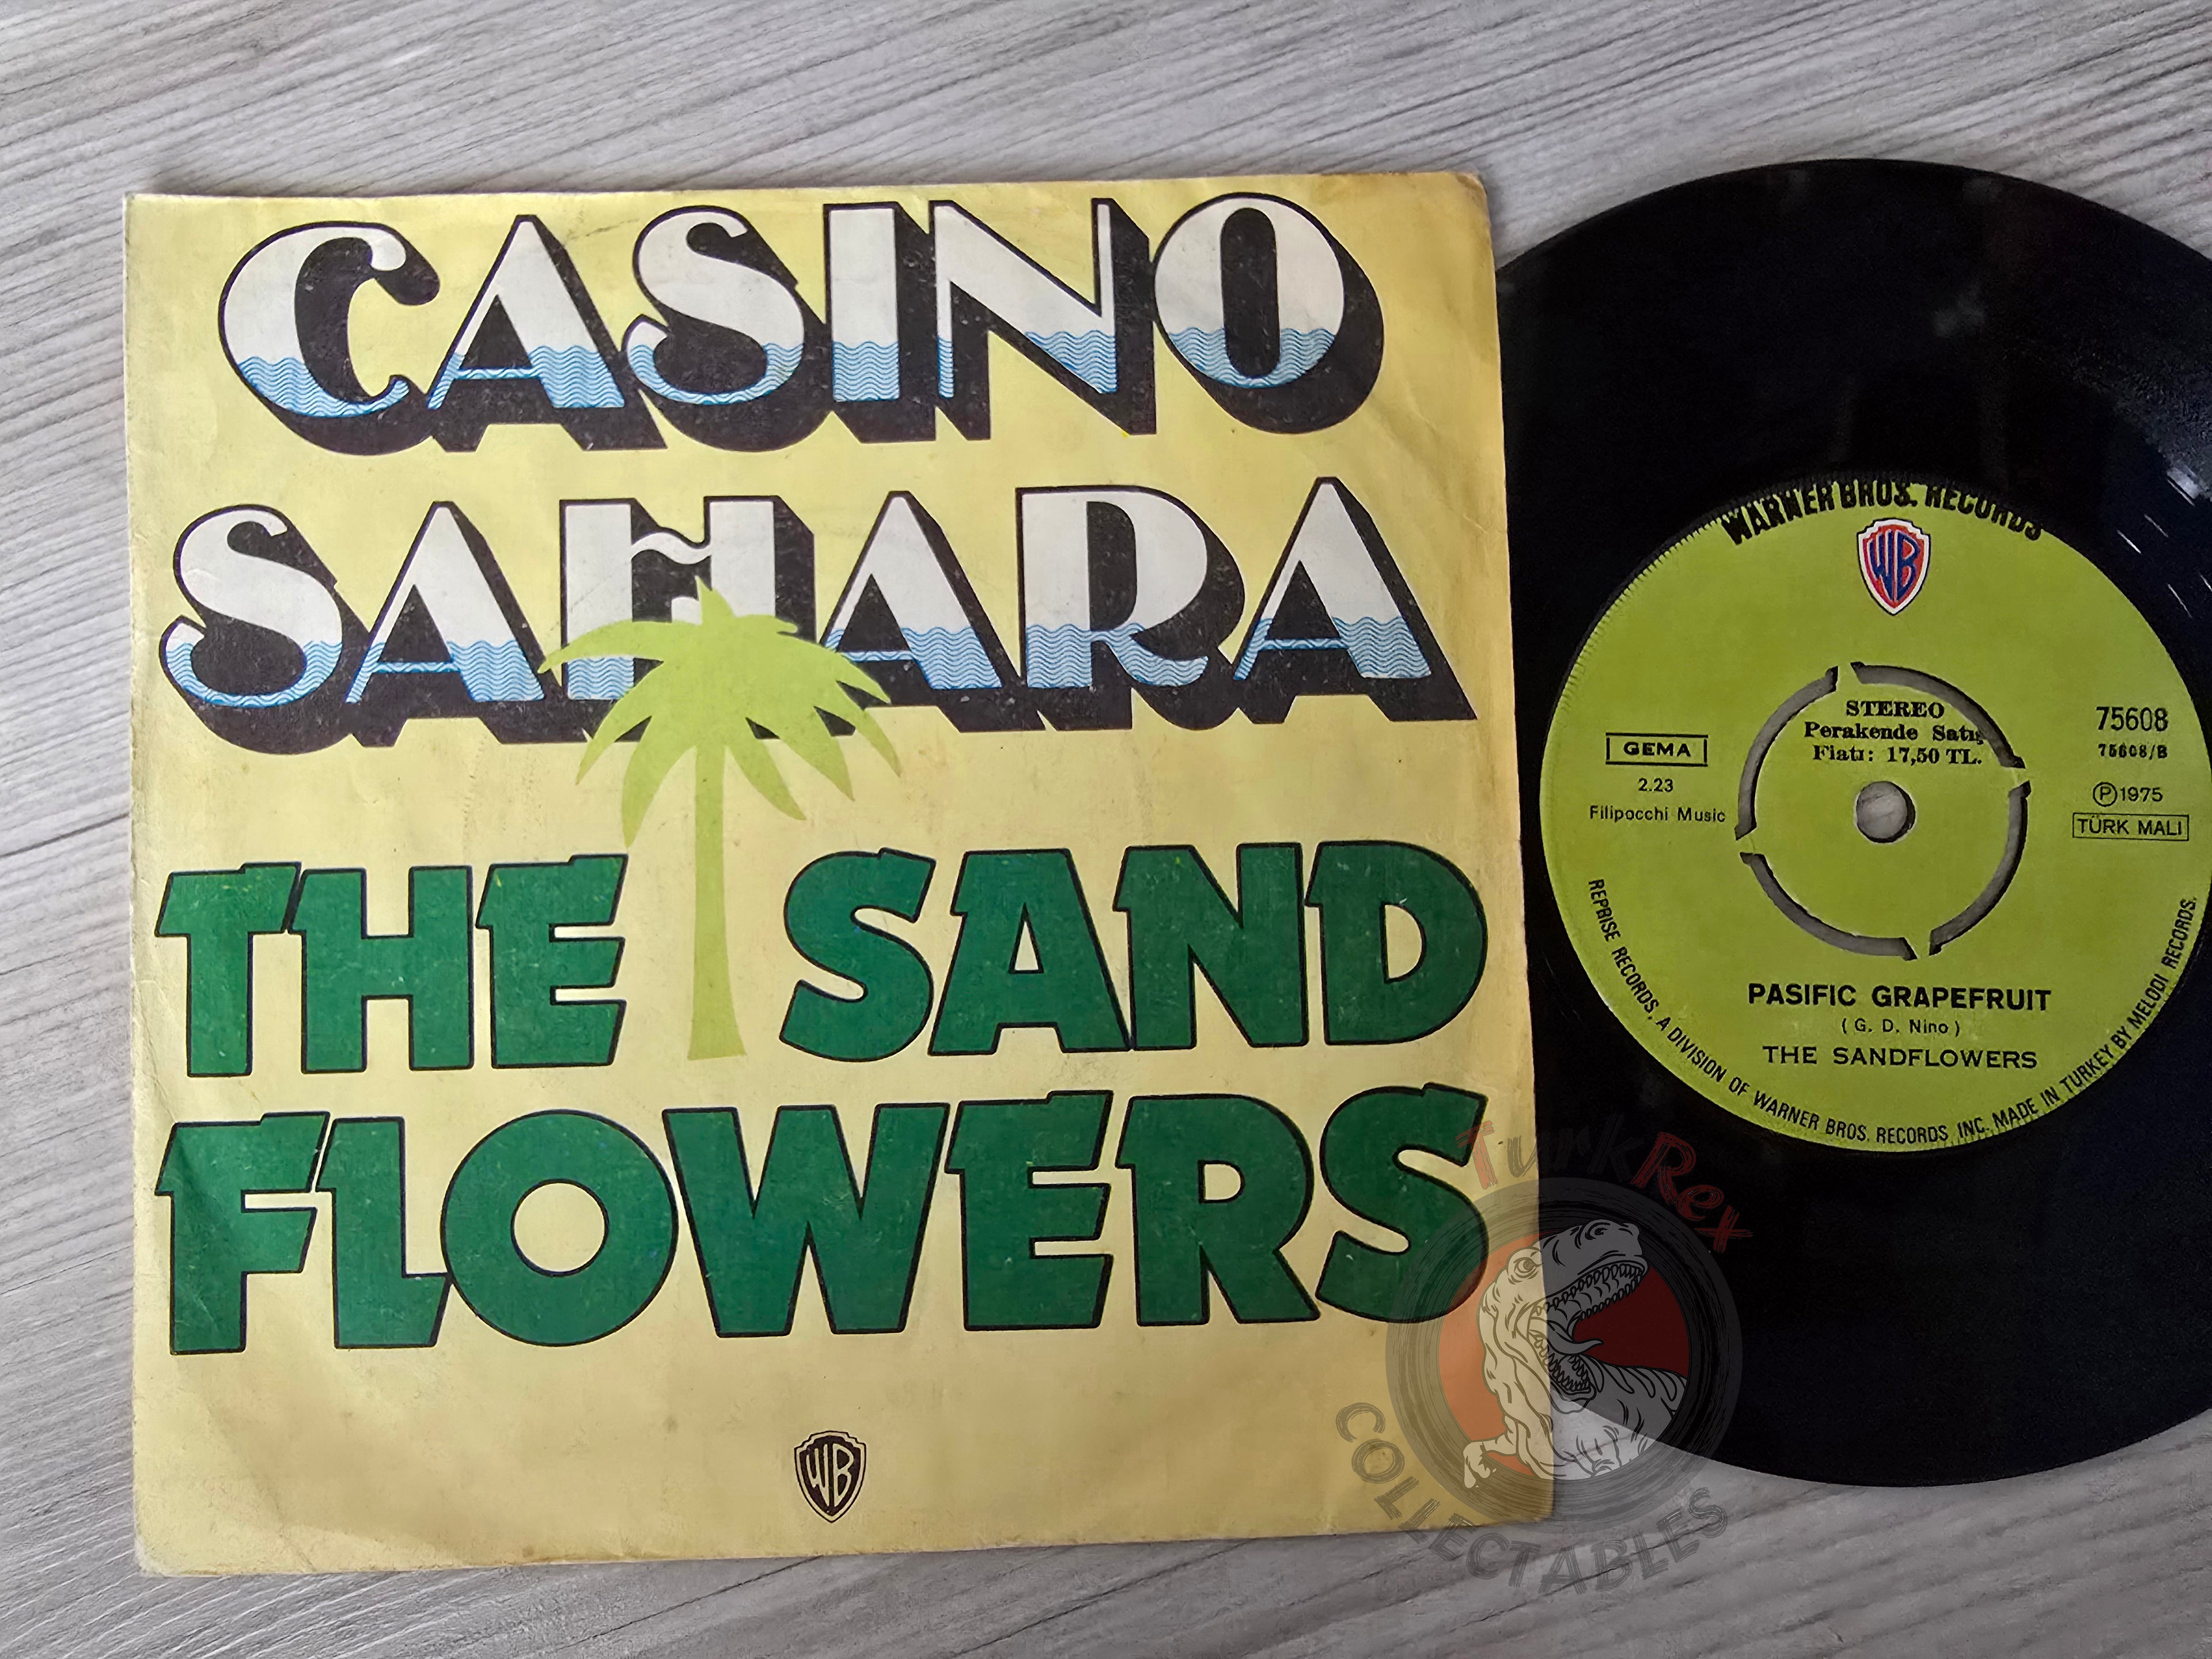 CASINO
SAHARA
THE SAND
FLOWERS
WB
WARNER BROS. RECORDS
WB
STEREO
Perakende Satış
Fiatı: 17,50 TL.
GEMA
2.23
Filipocchi Music
75608
75608/B
Ⓟ1975
TÜRK MALI
PASIFIC GRAPEFRUIT
( G. D. Nino )
THE SANDFLOWERS
REPRISE RECORDS, A DIVISION OF WARNER BROS. RECORDS, INC. MADE IN TURKEY BY MELODI RECORDS.
TurkRex
COLLECTABLES